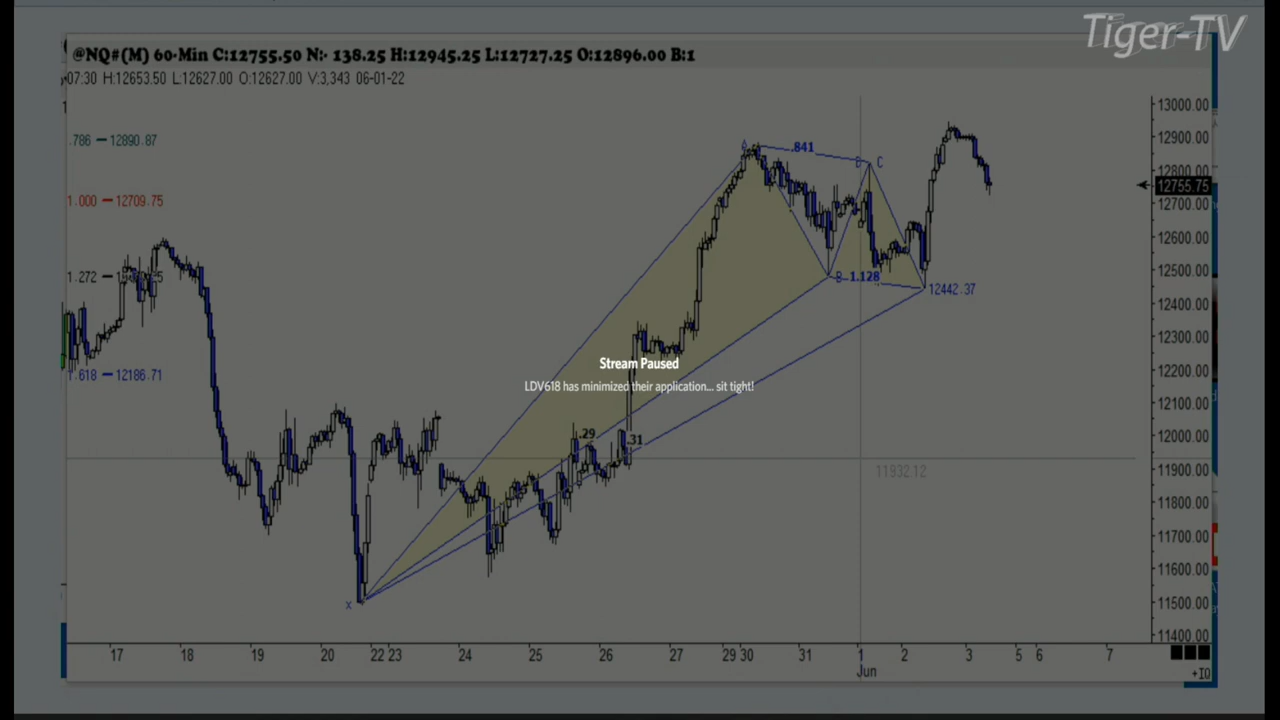 Tiger-TV
@NQ#(M) 60-Min C:12755.50 N:- 138.25 H:12945.25 L:12727.25 O:12896.00 B:1
07:30 H:12653.50 L:12627.00 O:12627.00 V:3,343 06-01-22
.786 12890.87
1.000 12709.75
1.272
1.618 12186.71
A .841 C
B 1.128
12442.37
.29
.31
X
11932.12
Stream Paused
LDV618 has minimized their application... sit tight!
13000.00
12900.00
12800.00
12755.75
12700.00
12600.00
12500.00
12400.00
12300.00
12200.00
12100.00
12000.00
11900.00
11800.00
11700.00
11600.00
11500.00
11400.00
17 18 19 20 22 23 24 25 26 27 29 30 31 1 2 3 5 6 7
Jun
+10